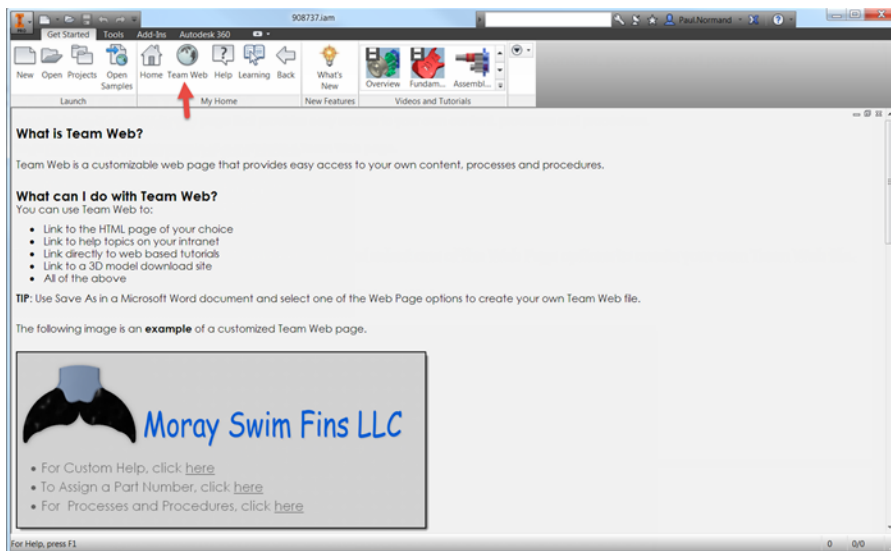 908737.iam
Paul.Normand
PRO
Get Started Tools Add-Ins Autodesk 360
New Open Projects Open Samples Home Team Web Help Learning Back What's New Overview Fundam... Assembl...
Launch My Home New Features Videos and Tutorials
What is Team Web?
Team Web is a customizable web page that provides easy access to your own content, processes and procedures.
What can I do with Team Web?
You can use Team Web to:
• Link to the HTML page of your choice
• Link to help topics on your intranet
• Link directly to web based tutorials
• Link to a 3D model download site
• All of the above
TIP: Use Save As in a Microsoft Word document and select one of the Web Page options to create your own Team Web file.
The following image is an example of a customized Team Web page.
Moray Swim Fins LLC
• For Custom Help, click here
• To Assign a Part Number, click here
• For Processes and Procedures, click here
For Help, press F1 0 0/0